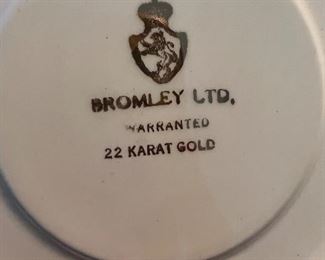 BROMLEY LTD.
WARRANTED
22 KARAT GOLD